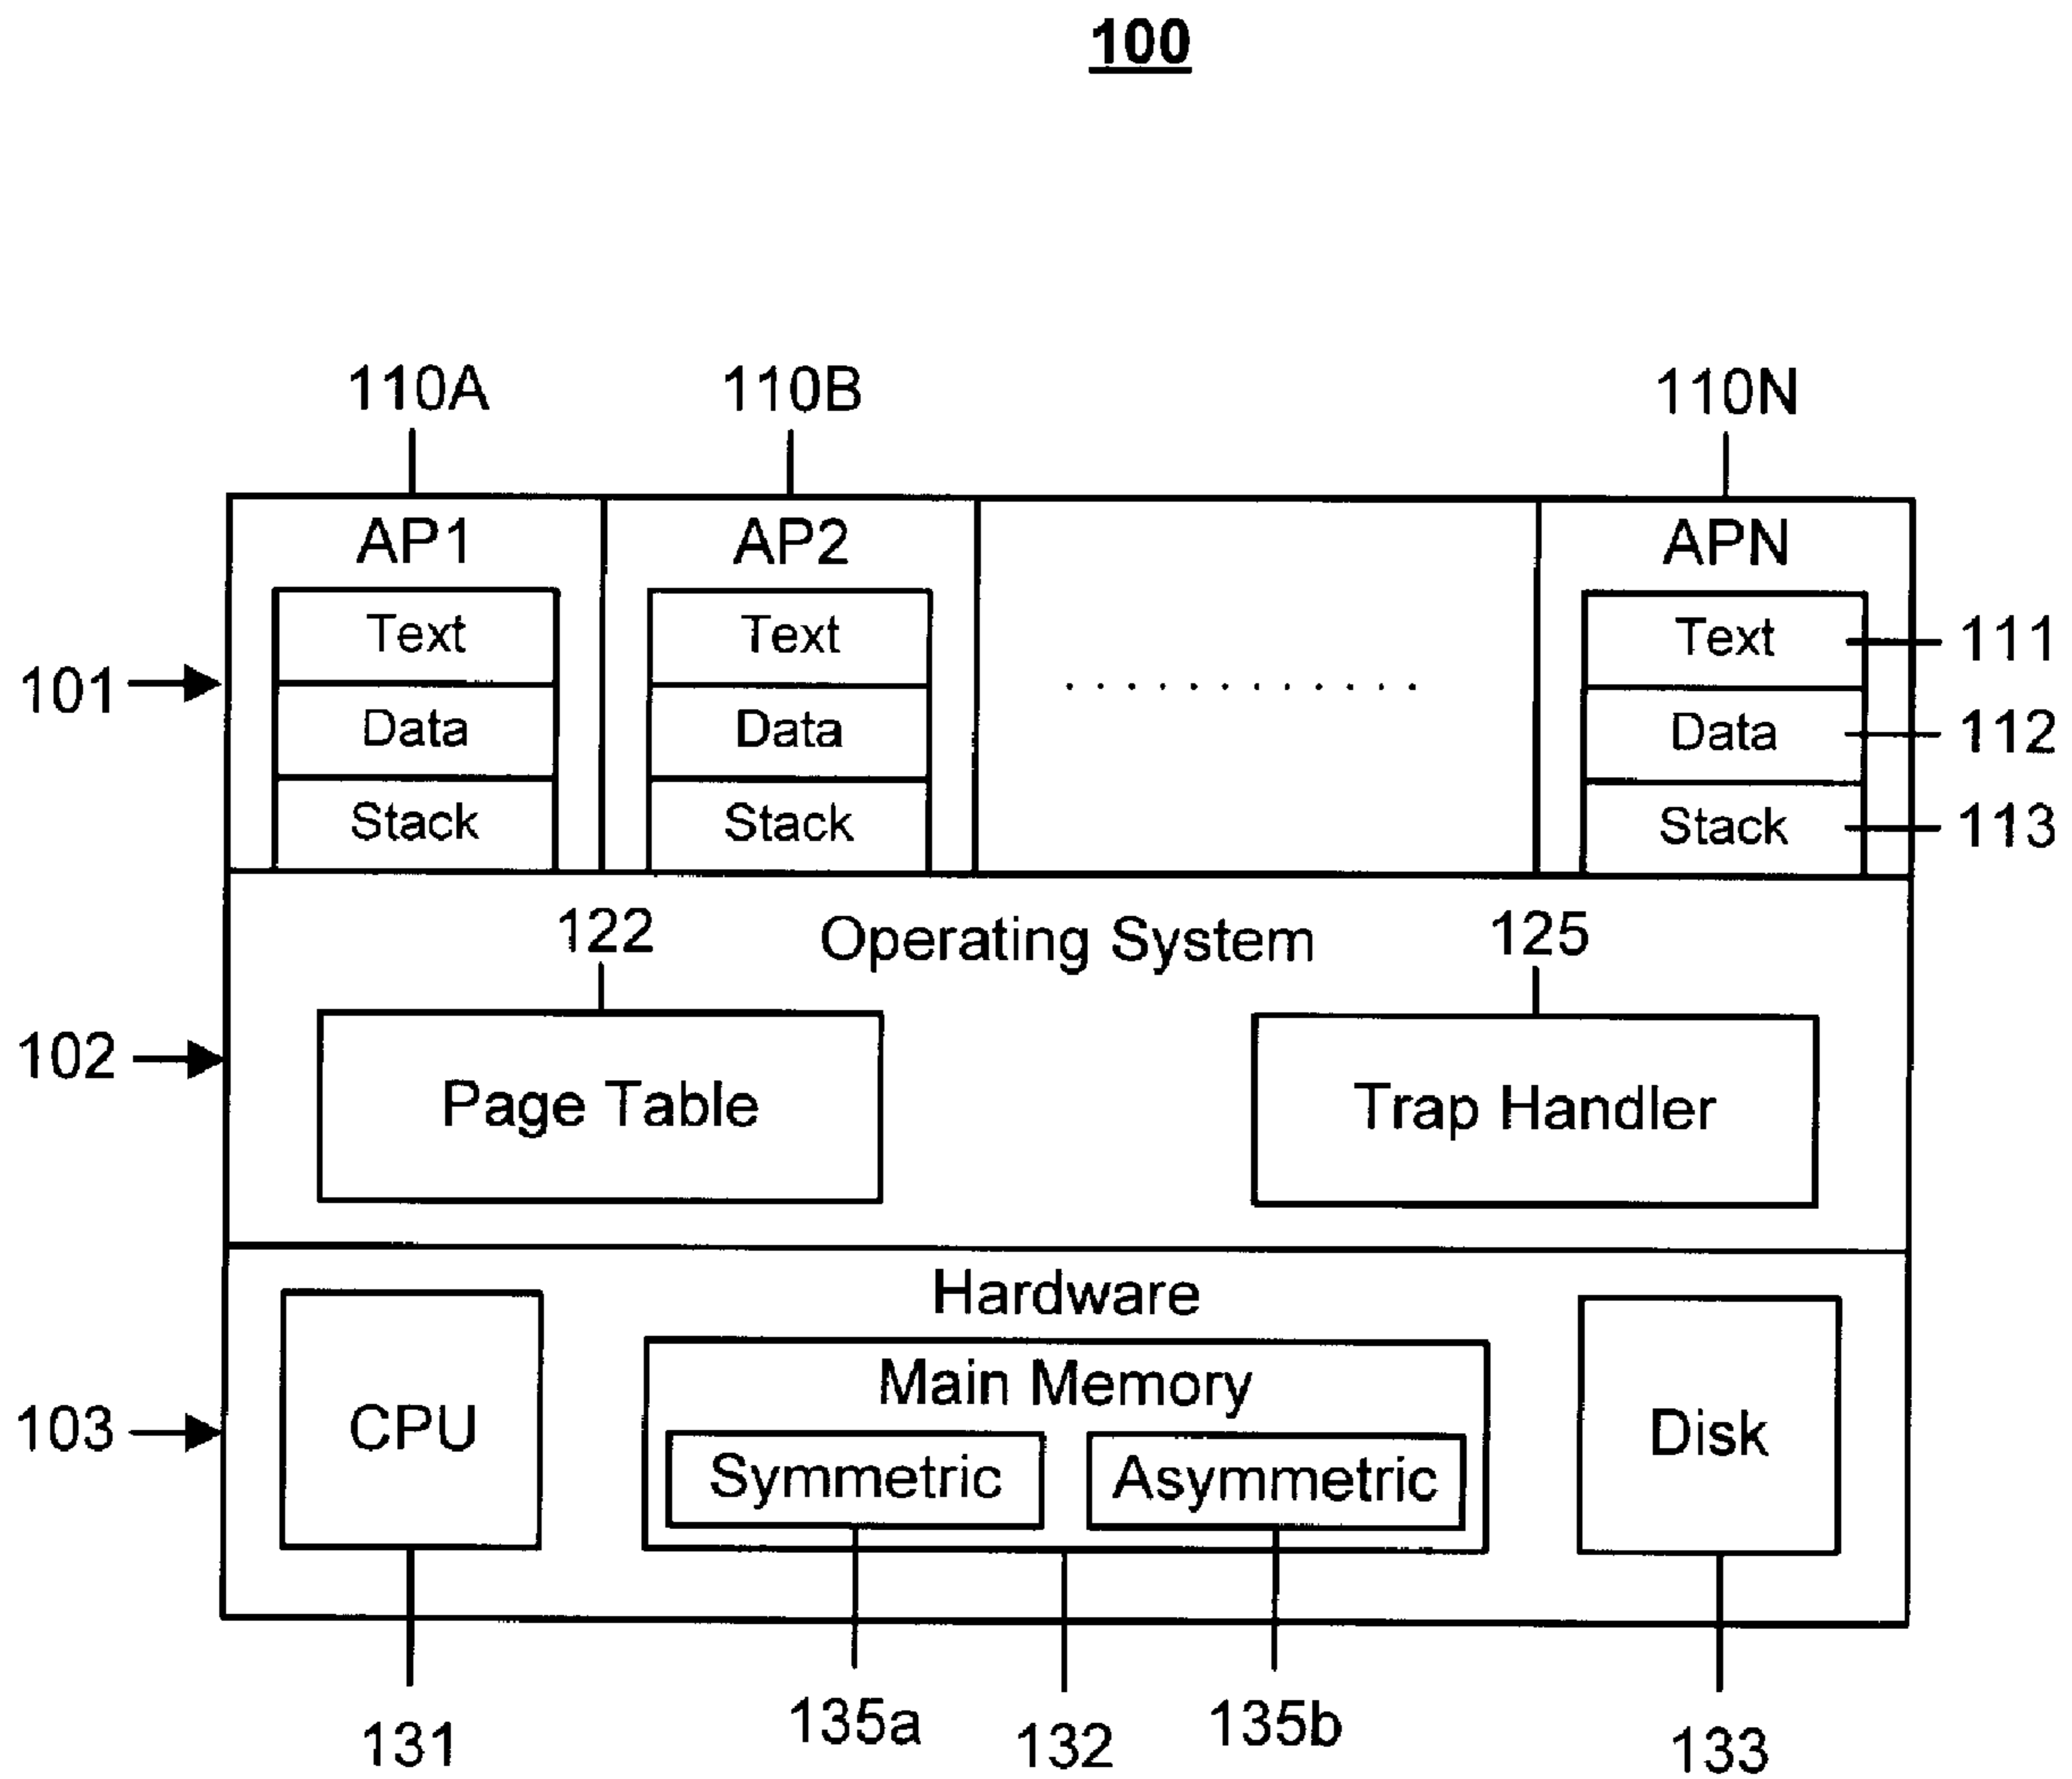 100
110A 110B 110N
AP1 AP2 APN
Text Text Text 111
101
Data Data . . . . . . . . . . . . Data 112
Stack Stack Stack 113
122 Operating System 125
102
Page Table Trap Handler
Hardware
Main Memory
103 CPU Disk
Symmetric Asymmetric
135a 135b
131 132 133